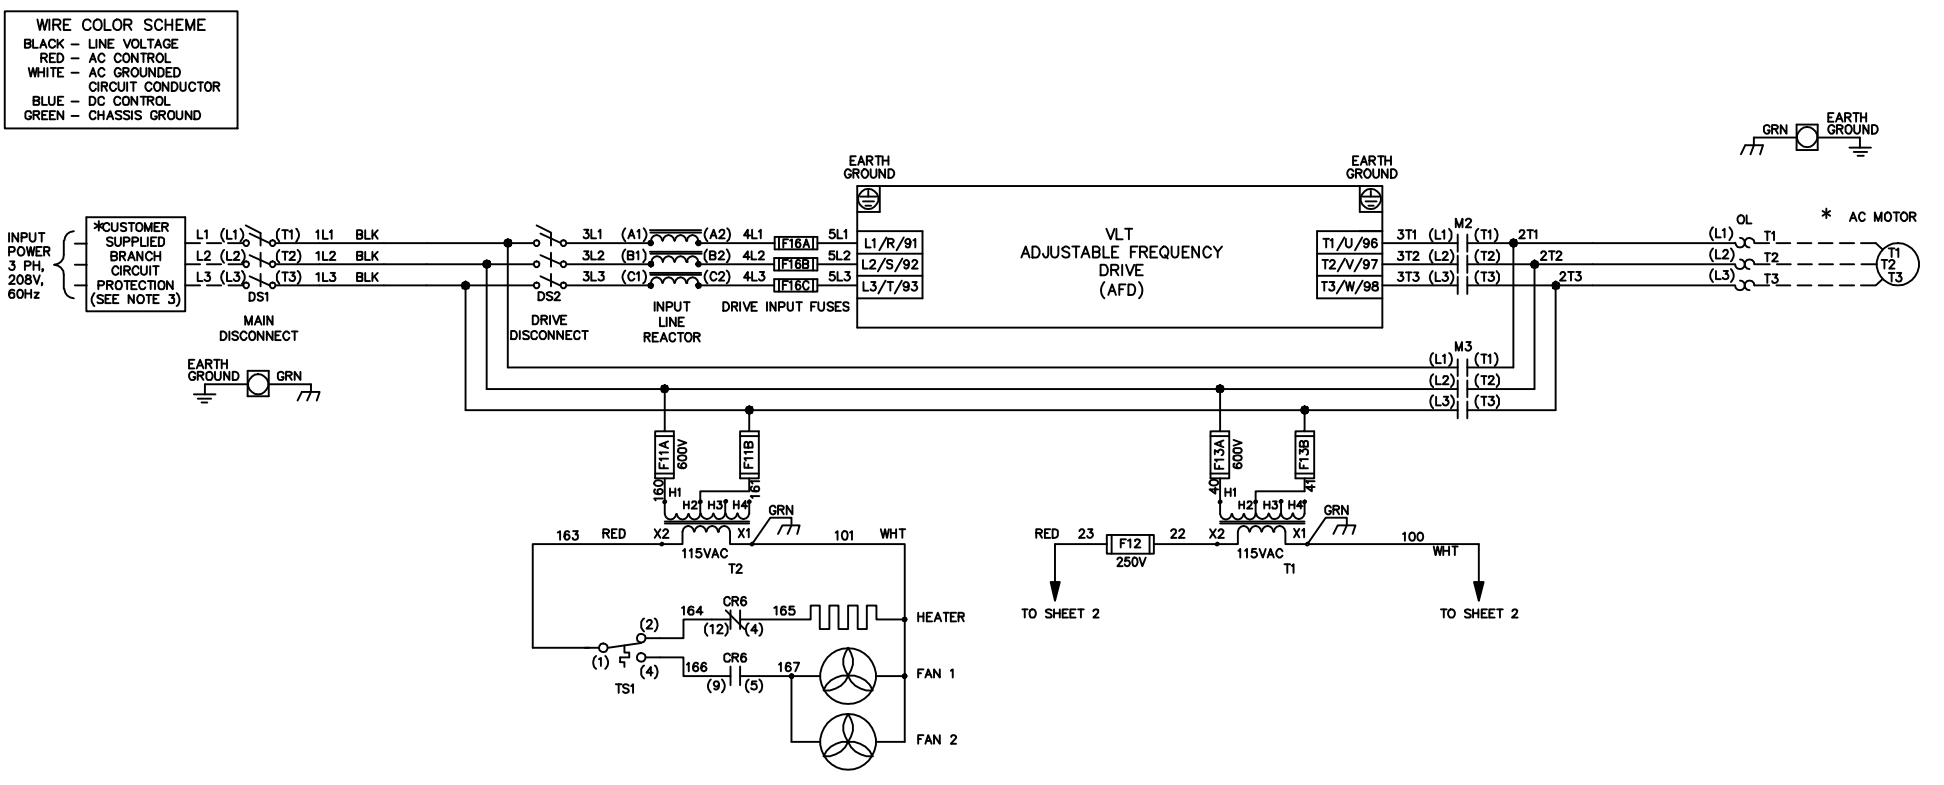 WIRE COLOR SCHEME
BLACK – LINE VOLTAGE
RED – AC CONTROL
WHITE – AC GROUNDED
CIRCUIT CONDUCTOR
BLUE – DC CONTROL
GREEN – CHASSIS GROUND
GRN
EARTH
GROUND
INPUT
POWER
3 PH,
208V,
60Hz
*CUSTOMER
SUPPLIED
BRANCH
CIRCUIT
PROTECTION
(SEE NOTE 3)
L1 (L1) (T1) 1L1 BLK
L2 (L2) (T2) 1L2 BLK
L3 (L3) (T3) 1L3 BLK
DS1
MAIN
DISCONNECT
EARTH
GROUND
GRN
3L1 (A1) (A2) 4L1 F16A 5L1
3L2 (B1) (B2) 4L2 F16B 5L2
3L3 (C1) (C2) 4L3 F16C 5L3
DS2
DRIVE
DISCONNECT
INPUT
LINE
REACTOR
DRIVE INPUT FUSES
EARTH
GROUND
EARTH
GROUND
L1/R/91
L2/S/92
L3/T/93
VLT
ADJUSTABLE FREQUENCY
DRIVE
(AFD)
T1/U/96
T2/V/97
T3/W/98
M2
3T1 (L1) (T1) 2T1
3T2 (L2) (T2) 2T2
3T3 (L3) (T3) 2T3
OL
(L1) T1
(L2) T2
(L3) T3
* AC MOTOR
T1
T2
T3
M3
(L1) (T1)
(L2) (T2)
(L3) (T3)
F11A
600V
F11B
160
161
H1 H2 H3 H4
GRN
163 RED X2 X1 101 WHT
115VAC
T2
F13A
600V
F13B
40
41
H1 H2 H3 H4
GRN
RED 23 F12 22 X2 X1 100 WHT
250V
115VAC
T1
TO SHEET 2
TO SHEET 2
CR6
164 165
(12) (4)
HEATER
(2)
(1)
(4)
TS1
CR6
166 167
(9) (5)
FAN 1
FAN 2